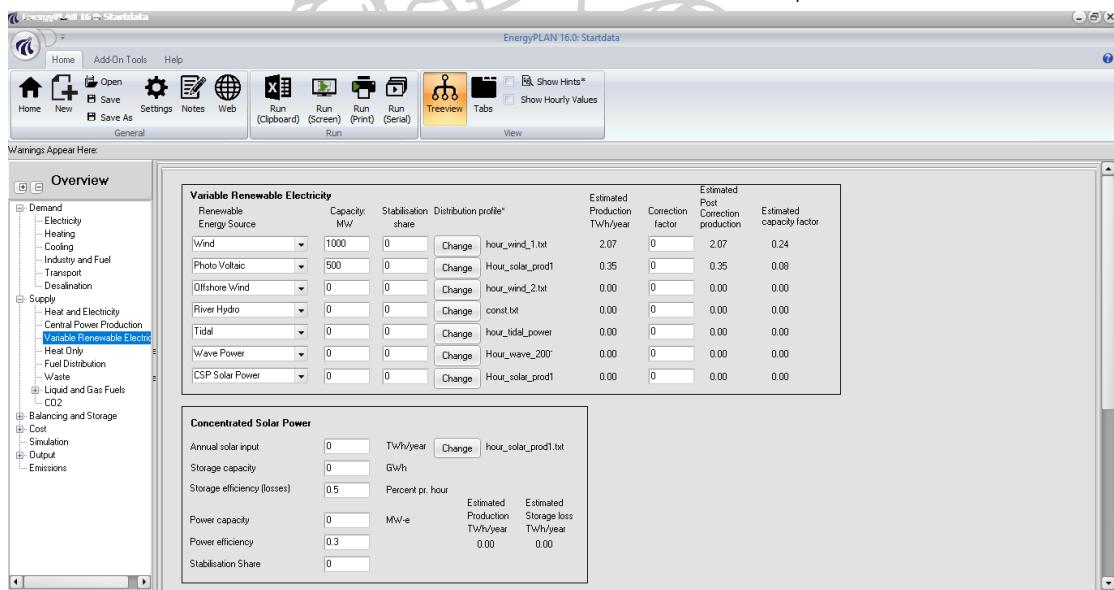 EnergyPLAN 16.0: Startdata
EnergyPLAN 16.0: Startdata
Home Add-On Tools Help
Home New Open Save Save As Settings Notes Web
General
Run (Clipboard) Run (Screen) Run (Print) Run (Serial)
Run
Treeview Tabs Show Hints* Show Hourly Values
View
Warnings Appear Here:
Overview
Demand
Electricity
Heating
Cooling
Industry and Fuel
Transport
Desalination
Supply
Heat and Electricity
Central Power Production
Variable Renewable Electric
Heat Only
Fuel Distribution
Waste
Liquid and Gas Fuels
CO2
Balancing and Storage
Cost
Simulation
Output
Emissions
Variable Renewable Electricity
Renewable Energy Source Capacity: MW Stabilisation share Distribution profile* Estimated Production TWh/year Correction factor Estimated Post Correction production Estimated capacity factor
Wind 1000 0 Change hour_wind_1.txt 2.07 0 2.07 0.24
Photo Voltaic 500 0 Change Hour_solar_prod1 0.35 0 0.35 0.08
Offshore Wind 0 0 Change hour_wind_2.txt 0.00 0 0.00 0.00
River Hydro 0 0 Change const.txt 0.00 0 0.00 0.00
Tidal 0 0 Change hour_tidal_power 0.00 0 0.00 0.00
Wave Power 0 0 Change Hour_wave_200 0.00 0 0.00 0.00
CSP Solar Power 0 0 Change Hour_solar_prod1 0.00 0 0.00 0.00
Concentrated Solar Power
Annual solar input 0 TWh/year Change hour_solar_prod1.txt
Storage capacity 0 GWh
Storage efficiency (losses) 0.5 Percent pr. hour
Estimated Production TWh/year Estimated Storage loss TWh/year
Power capacity 0 MW-e
Power efficiency 0.3 0.00 0.00
Stabilisation Share 0